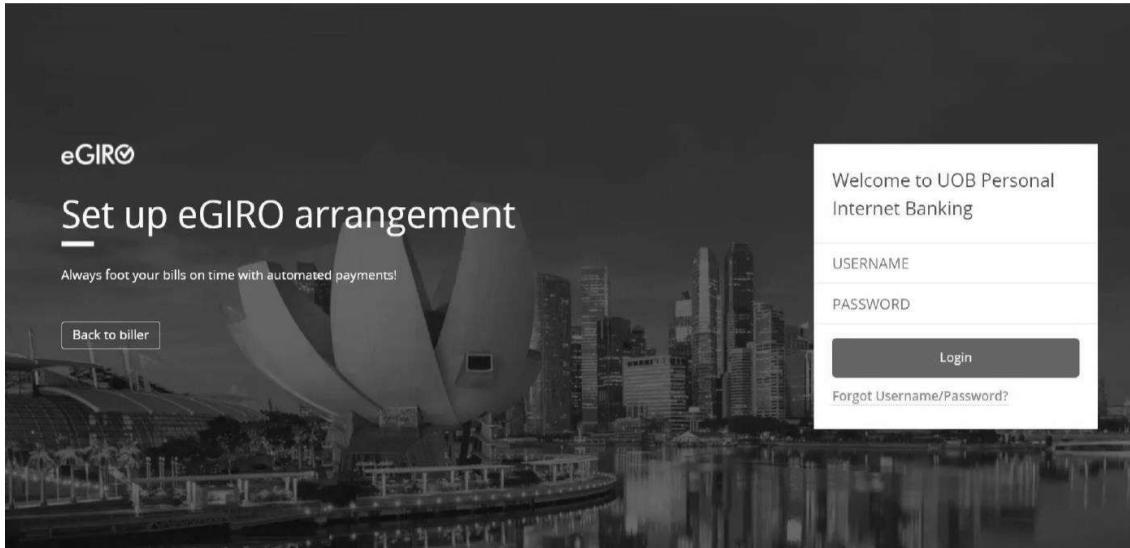 eGIRO
Set up eGIRO arrangement
Always foot your bills on time with automated payments!
Back to biller
Welcome to UOB Personal
Internet Banking
USERNAME
PASSWORD
Login
Forgot Username/Password?